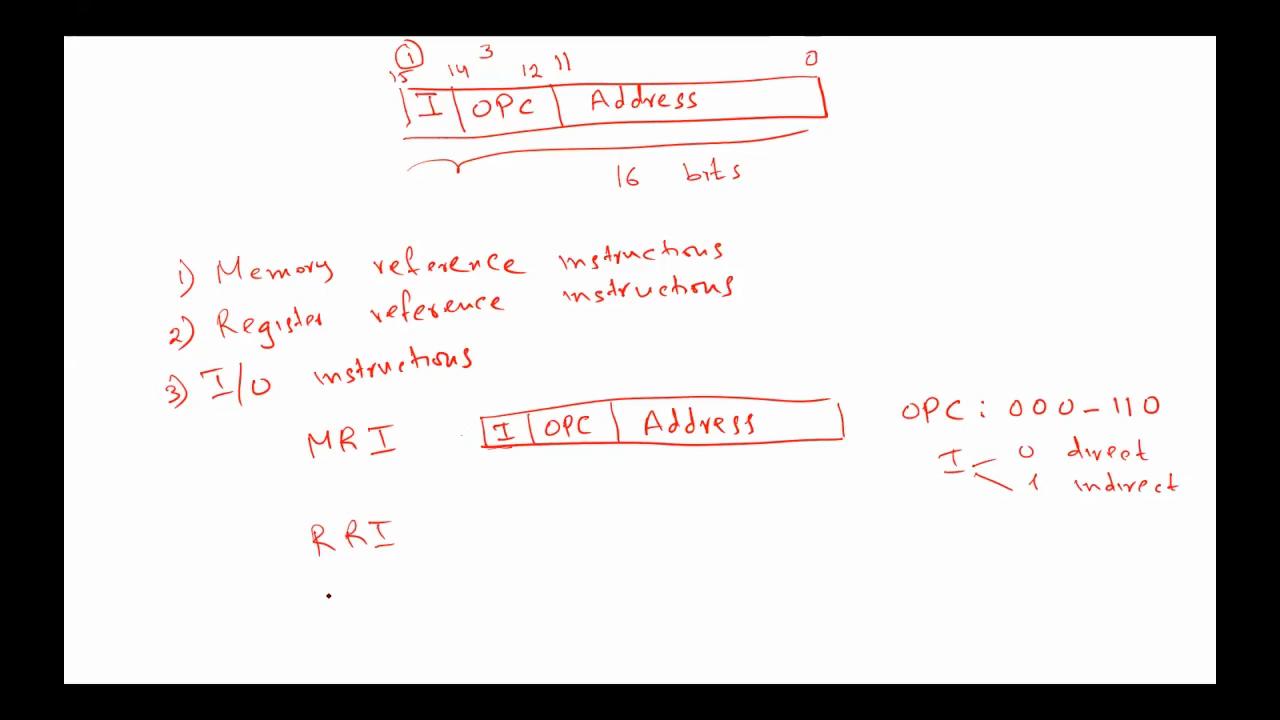 1
15 14 3 12 11 0
I OPC Address
16 bits
1) Memory reference instructions
2) Register reference instructions
3) I/O instructions
MRI I OPC Address OPC : 000-110
I 0 direct
1 indirect
RRI